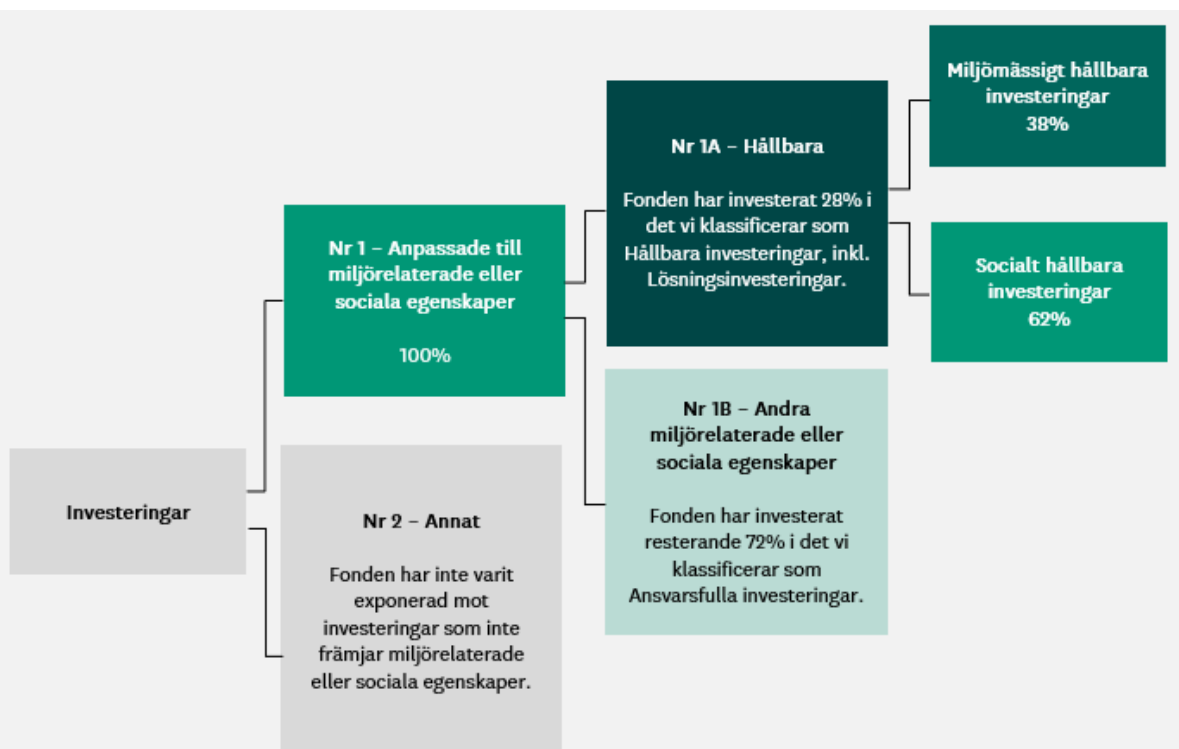 Investeringar
Nr 1 – Anpassade till
miljörelaterade eller
sociala egenskaper
100%
Nr 2 – Annat
Fonden har inte varit
exponerad mot
investeringar som inte
främjar miljörelaterade
eller sociala egenskaper.
Nr 1A – Hållbara
Fonden har investerat 28% i
det vi klassificerar som
Hållbara investeringar, inkl.
Lösningsinvesteringar.
Nr 1B – Andra
miljörelaterade eller
sociala egenskaper
Fonden har investerat
resterande 72% i det vi
klassificerar som
Ansvarsfulla investeringar.
Miljömässigt hållbara
investeringar
38%
Socialt hållbara
investeringar
62%